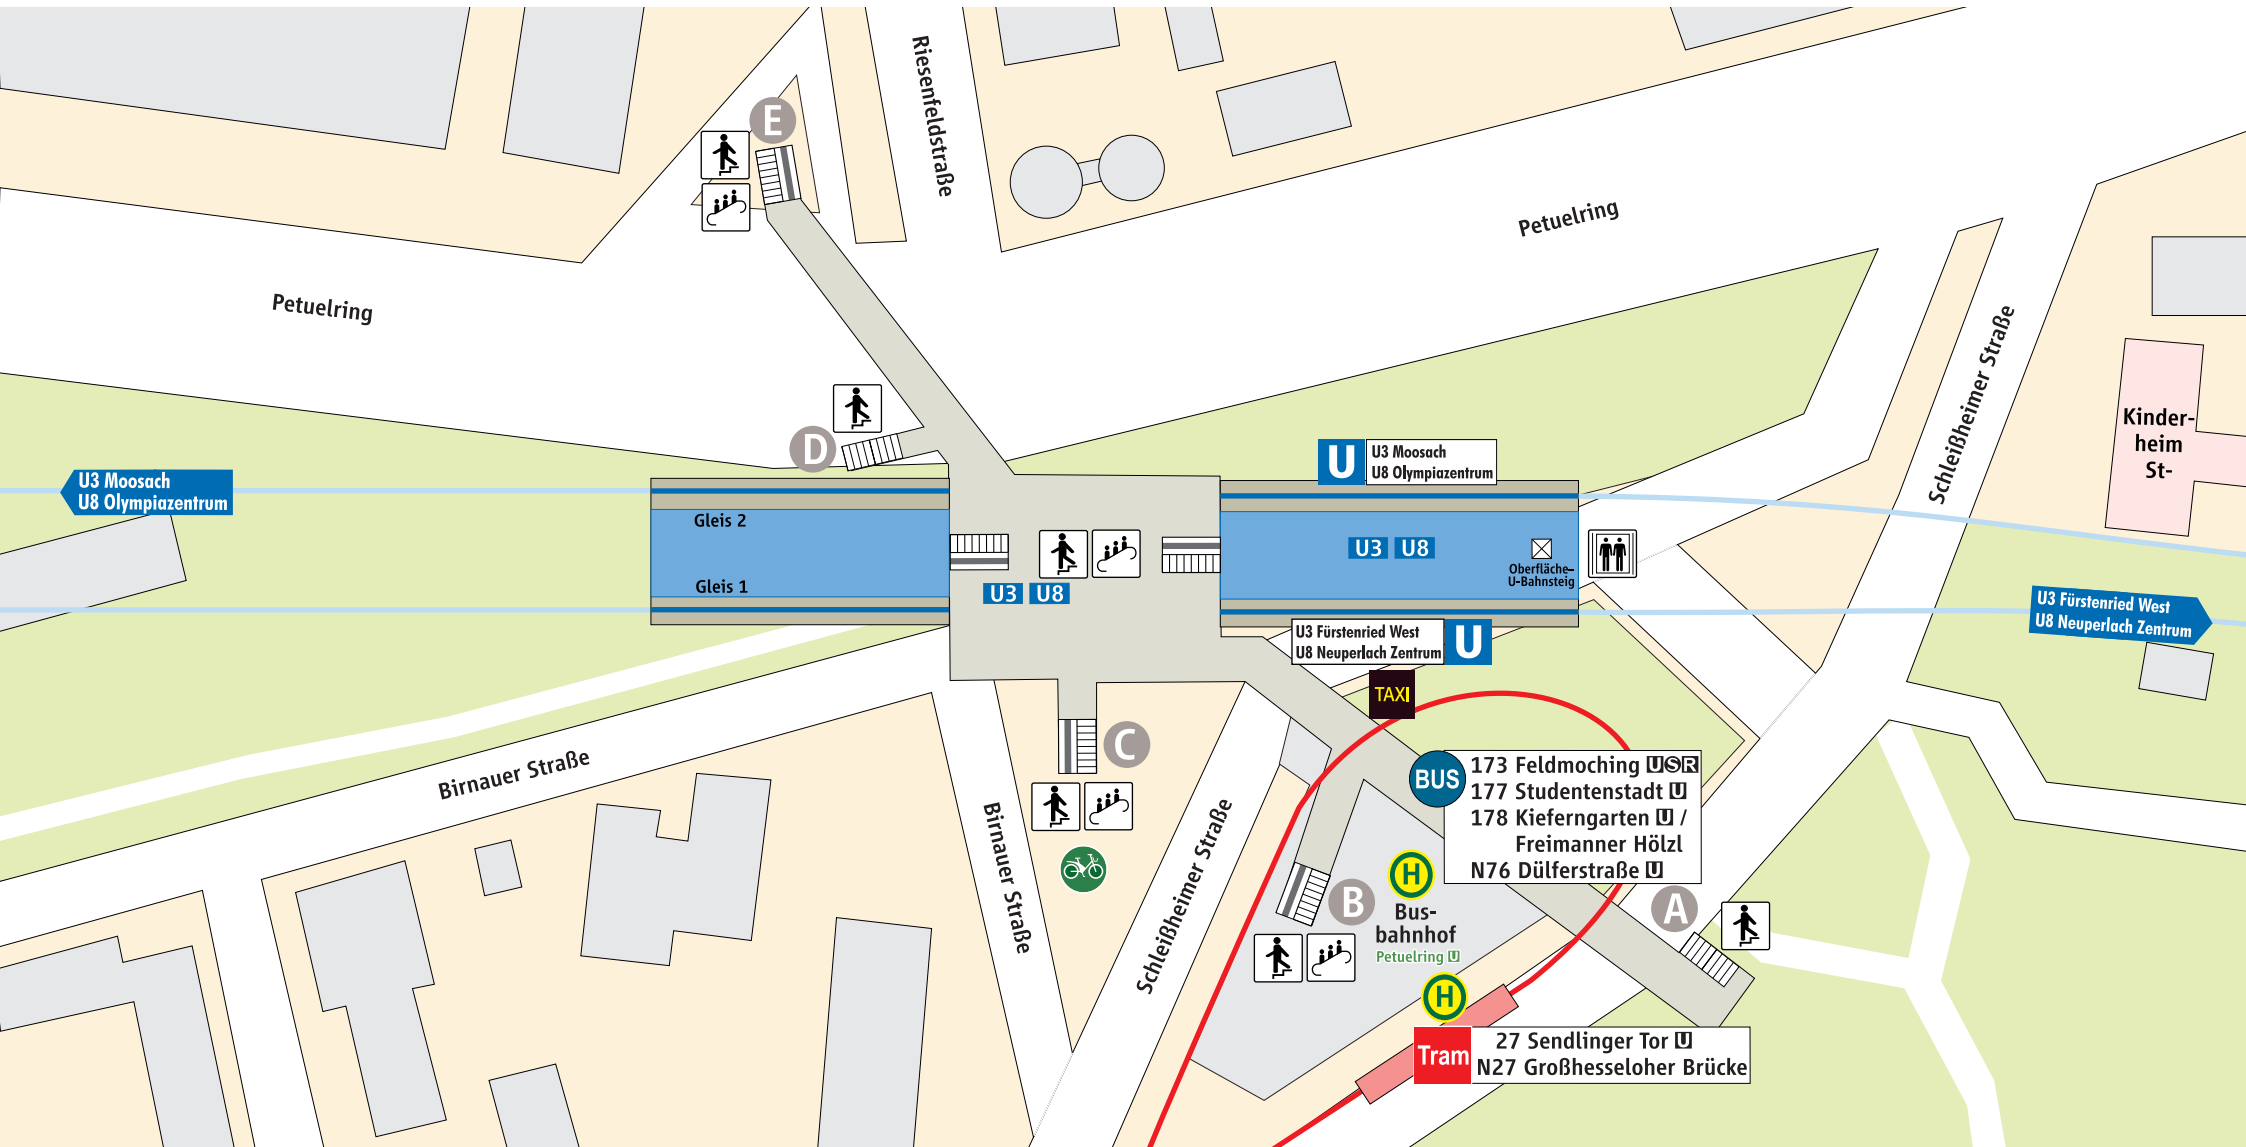 Riesenfeldstraße
E
Petuelring
Petuelring
Schleißheimer Straße
Kinder-
heim
St-
D
U3 Moosach
U8 Olympiazentrum
U
U3 Moosach
U8 Olympiazentrum
Gleis 2
Gleis 1
U3 U8
U3 U8
Oberfläche–
U-Bahnsteig
U3 Fürstenried West
U8 Neuperlach Zentrum
U3 Fürstenried West
U8 Neuperlach Zentrum
U
TAXI
C
Birnauer Straße
Birnauer Straße
Schleißheimer Straße
BUS
173 Feldmoching U S R
177 Studentenstadt U
178 Kieferngarten U /
Freimanner Hölzl
N76 Dülferstraße U
H
B
Bus-
bahnhof
Petuelring U
A
H
Tram
27 Sendlinger Tor U
N27 Großhesseloher Brücke